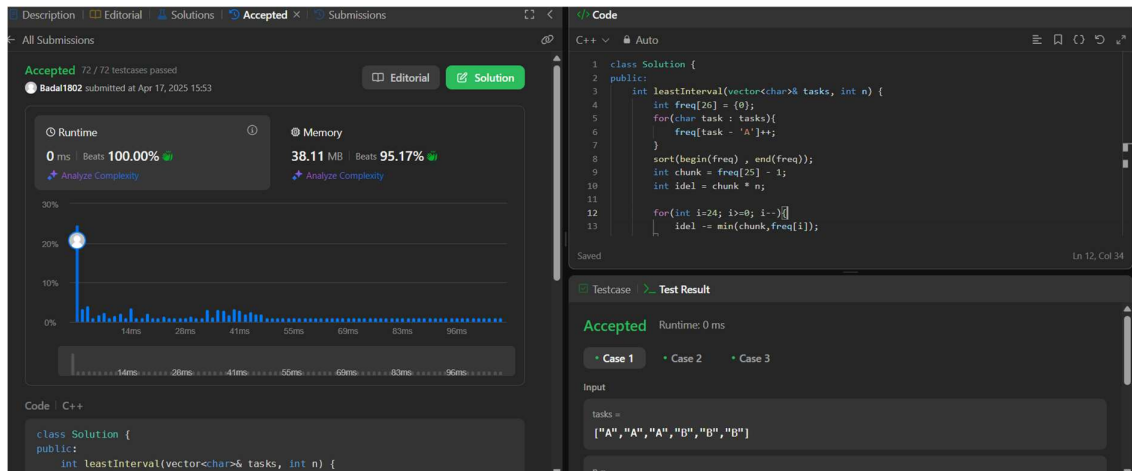 Description | Editorial | Solutions | Accepted × | Submissions
← All Submissions
Accepted 72 / 72 testcases passed
Badal1802 submitted at Apr 17, 2025 15:53
Editorial
Solution
Runtime
0 ms | Beats 100.00%
Analyze Complexity
Memory
38.11 MB | Beats 95.17%
Analyze Complexity
30%
20%
10%
0%
14ms 28ms 41ms 55ms 69ms 83ms 96ms
14ms 28ms 41ms 55ms 69ms 83ms 96ms
Code | C++
class Solution {
public:
int leastInterval(vector<char>& tasks, int n) {
</> Code
C++ Auto
1 class Solution {
2 public:
3 int leastInterval(vector<char>& tasks, int n) {
4 int freq[26] = {0};
5 for(char task : tasks){
6 freq[task - 'A']++;
7 }
8 sort(begin(freq) , end(freq));
9 int chunk = freq[25] - 1;
10 int idel = chunk * n;
11
12 for(int i=24; i>=0; i--){
13 idel -= min(chunk,freq[i]);
Saved
Ln 12, Col 34
Testcase | >_ Test Result
Accepted Runtime: 0 ms
• Case 1 • Case 2 • Case 3
Input
tasks =
["A","A","A","B","B","B"]